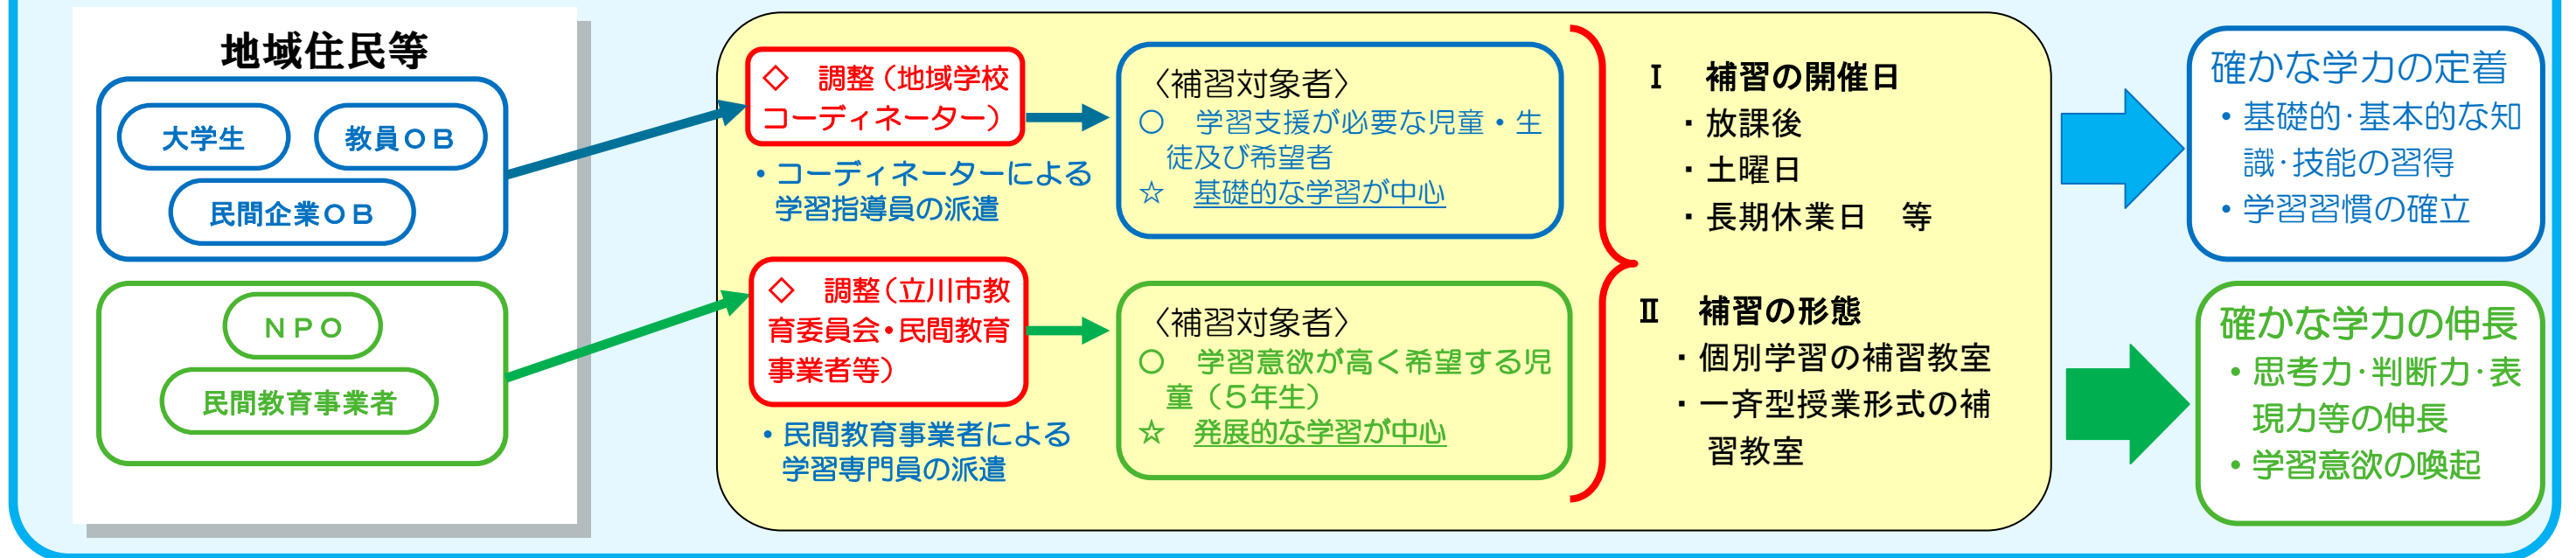 地域住民等
大学生
教員OB
民間企業OB
NPO
民間教育事業者
◇　調整（地域学校
コーディネーター）
・コーディネーターによる
学習指導員の派遣
◇　調整（立川市教
育委員会・民間教育
事業者等）
・民間教育事業者による
学習専門員の派遣
〈補習対象者〉
○　学習支援が必要な児童・生
徒及び希望者
☆　基礎的な学習が中心
〈補習対象者〉
○　学習意欲が高く希望する児
童（５年生）
☆　発展的な学習が中心
Ⅰ　補習の開催日
・放課後
・土曜日
・長期休業日　等
Ⅱ　補習の形態
・個別学習の補習教室
・一斉型授業形式の補
習教室
確かな学力の定着
・基礎的・基本的な知
識・技能の習得
・学習習慣の確立
確かな学力の伸長
・思考力・判断力・表
現力等の伸長
・学習意欲の喚起